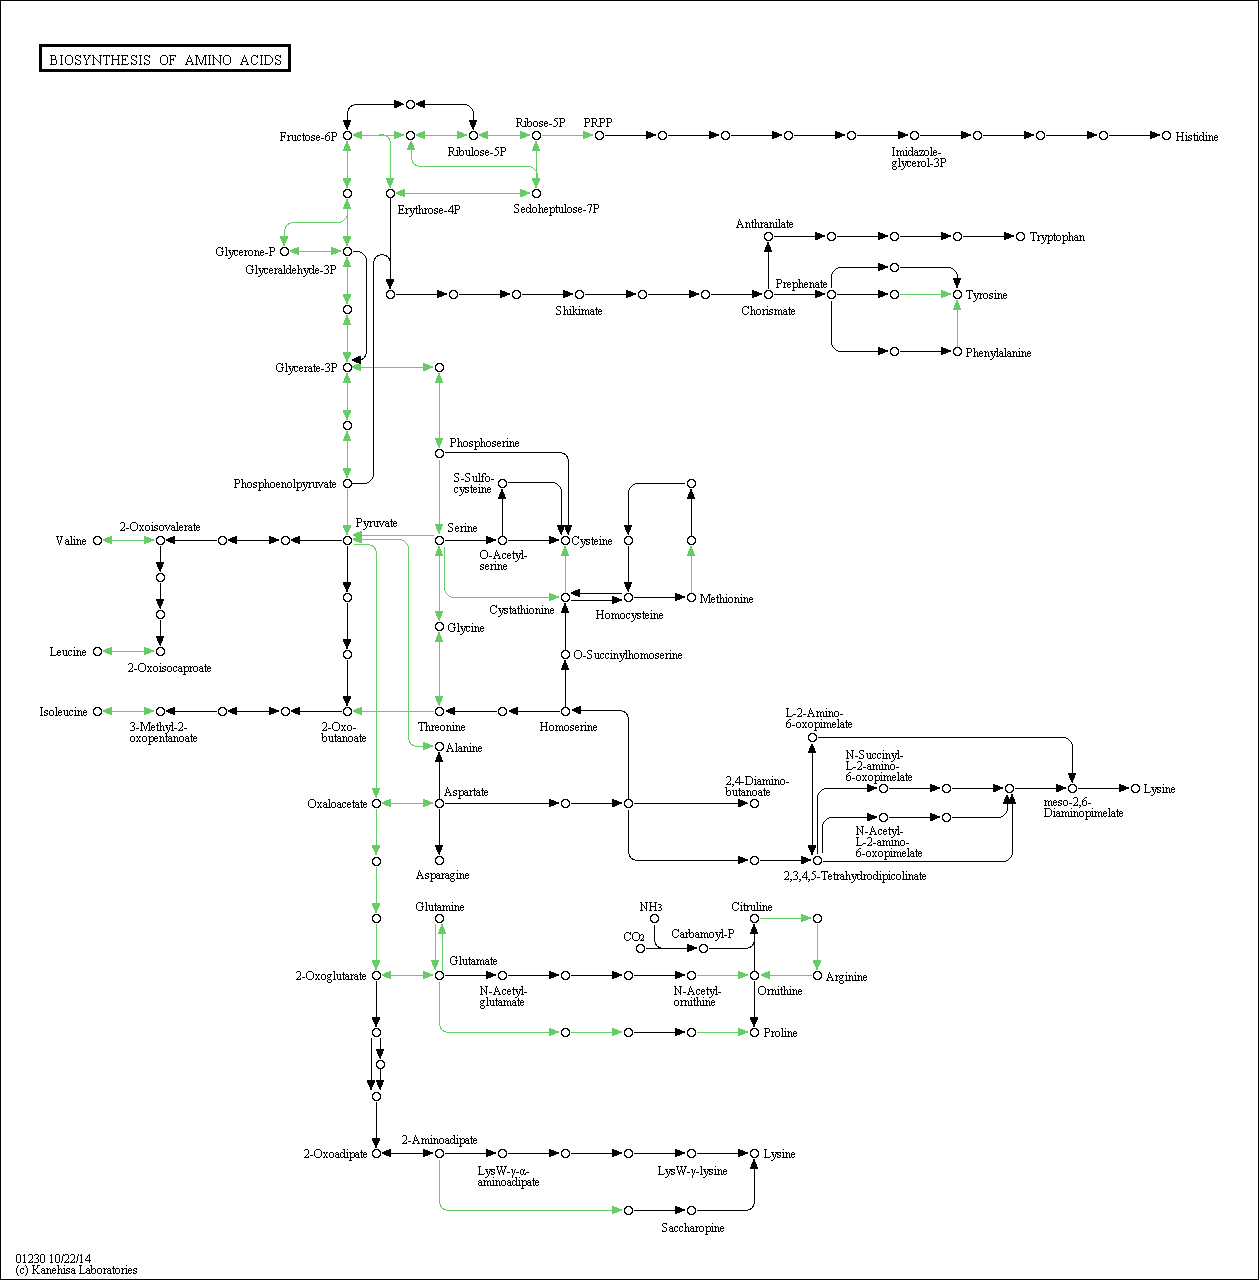 BIOSYNTHESIS OF AMINO ACIDS
Fructose-6P
Ribose-5P
PRPP
Ribulose-5P
Imidazole-
glycerol-3P
Histidine
Erythrose-4P
Sedoheptulose-7P
Glycerone-P
Glyceraldehyde-3P
Anthranilate
Tryptophan
Prephenate
Shikimate
Chorismate
Tyrosine
Phenylalanine
Glycerate-3P
Phosphoserine
Phosphoenolpyruvate
S-Sulfo-
cysteine
2-Oxoisovalerate
Pyruvate
Serine
Valine
Cysteine
O-Acetyl-
serine
Cystathionine
Homocysteine
Methionine
Glycine
Leucine
2-Oxoisocaproate
O-Succinylhomoserine
Isoleucine
3-Methyl-2-
oxopentanoate
2-Oxo-
butanoate
Threonine
Homoserine
Alanine
L-2-Amino-
6-oxopimelate
N-Succinyl-
L-2-amino-
6-oxopimelate
2,4-Diamino-
butanoate
Aspartate
Oxaloacetate
Lysine
meso-2,6-
Diaminopimelate
N-Acetyl-
L-2-amino-
6-oxopimelate
Asparagine
2,3,4,5-Tetrahydrodipicolinate
Glutamine
NH3
Citruline
CO2
Carbamoyl-P
Glutamate
2-Oxoglutarate
N-Acetyl-
glutamate
N-Acetyl-
ornithine
Ornithine
Arginine
Proline
2-Aminoadipate
2-Oxoadipate
LysW-γ-α-
aminoadipate
LysW-γ-lysine
Lysine
Saccharopine
01230 10/22/14
(c) Kanehisa Laboratories